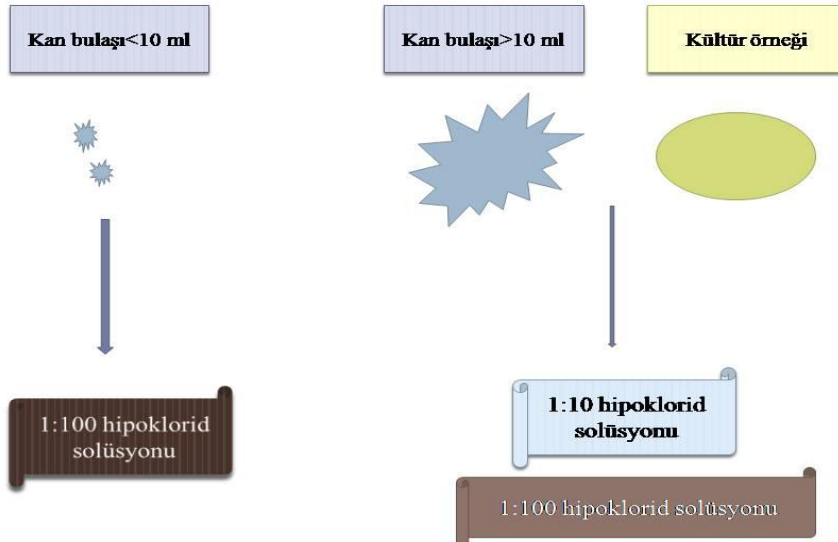 Kan bulaşı<10 ml
Kan bulaşı>10 ml
Kültür örneği
1:100 hipoklorid
solüsyonu
1:10 hipoklorid
solüsyonu
1:100 hipoklorid solüsyonu